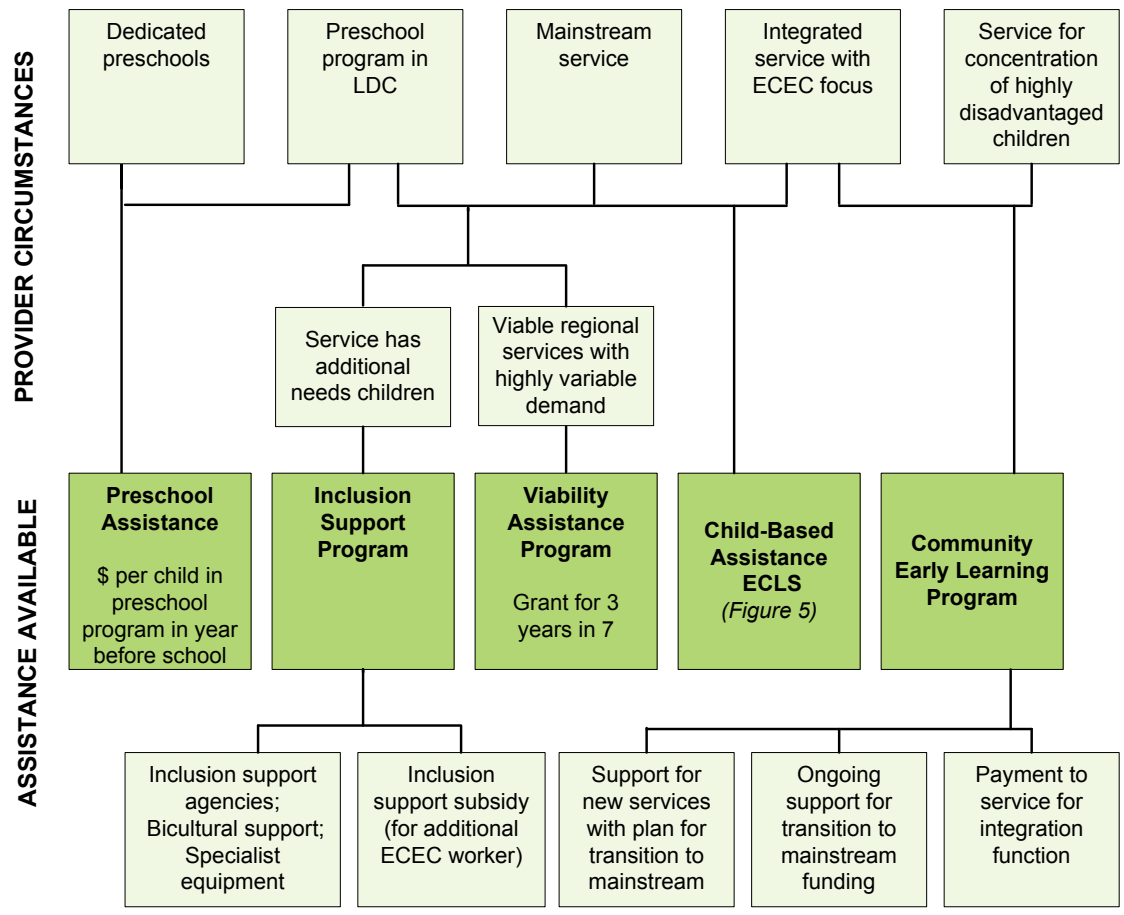 PROVIDER CIRCUMSTANCES
Dedicated
preschools
Preschool
program in
LDC
Mainstream
service
Integrated
service with
ECEC focus
Service for
concentration
of highly
disadvantaged
children
Service has
additional
needs children
Viable regional
services with
highly variable
demand
ASSISTANCE AVAILABLE
Preschool
Assistance
$ per child in
preschool
program in year
before school
Inclusion
Support
Program
Viability
Assistance
Program
Grant for 3
years in 7
Child-Based
Assistance
ECLS
(Figure 5)
Community
Early Learning
Program
Inclusion support
agencies;
Bicultural support;
Specialist
equipment
Inclusion
support subsidy
(for additional
ECEC worker)
Support for
new services
with plan for
transition to
mainstream
Ongoing
support for
transition to
mainstream
funding
Payment to
service for
integration
function